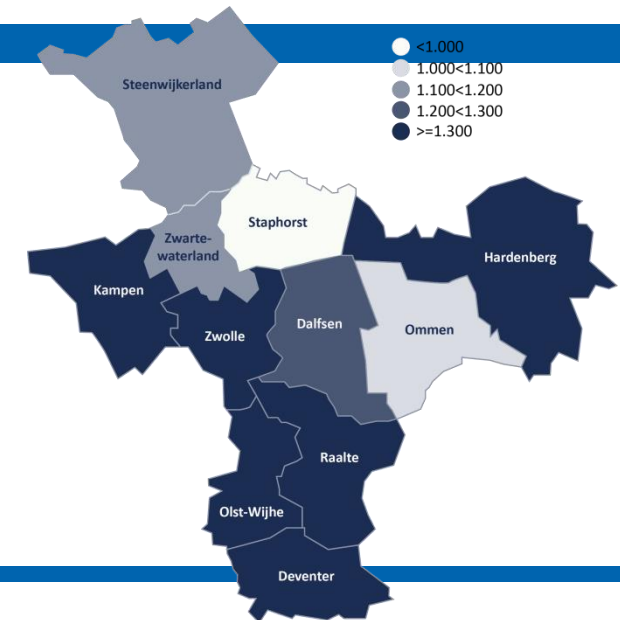 <1.000
1.000<1.100
1.100<1.200
1.200<1.300
>=1.300
Steenwijkerland
Staphorst
Zwarte-
waterland
Hardenberg
Kampen
Zwolle
Dalfsen
Ommen
Raalte
Olst-Wijhe
Deventer